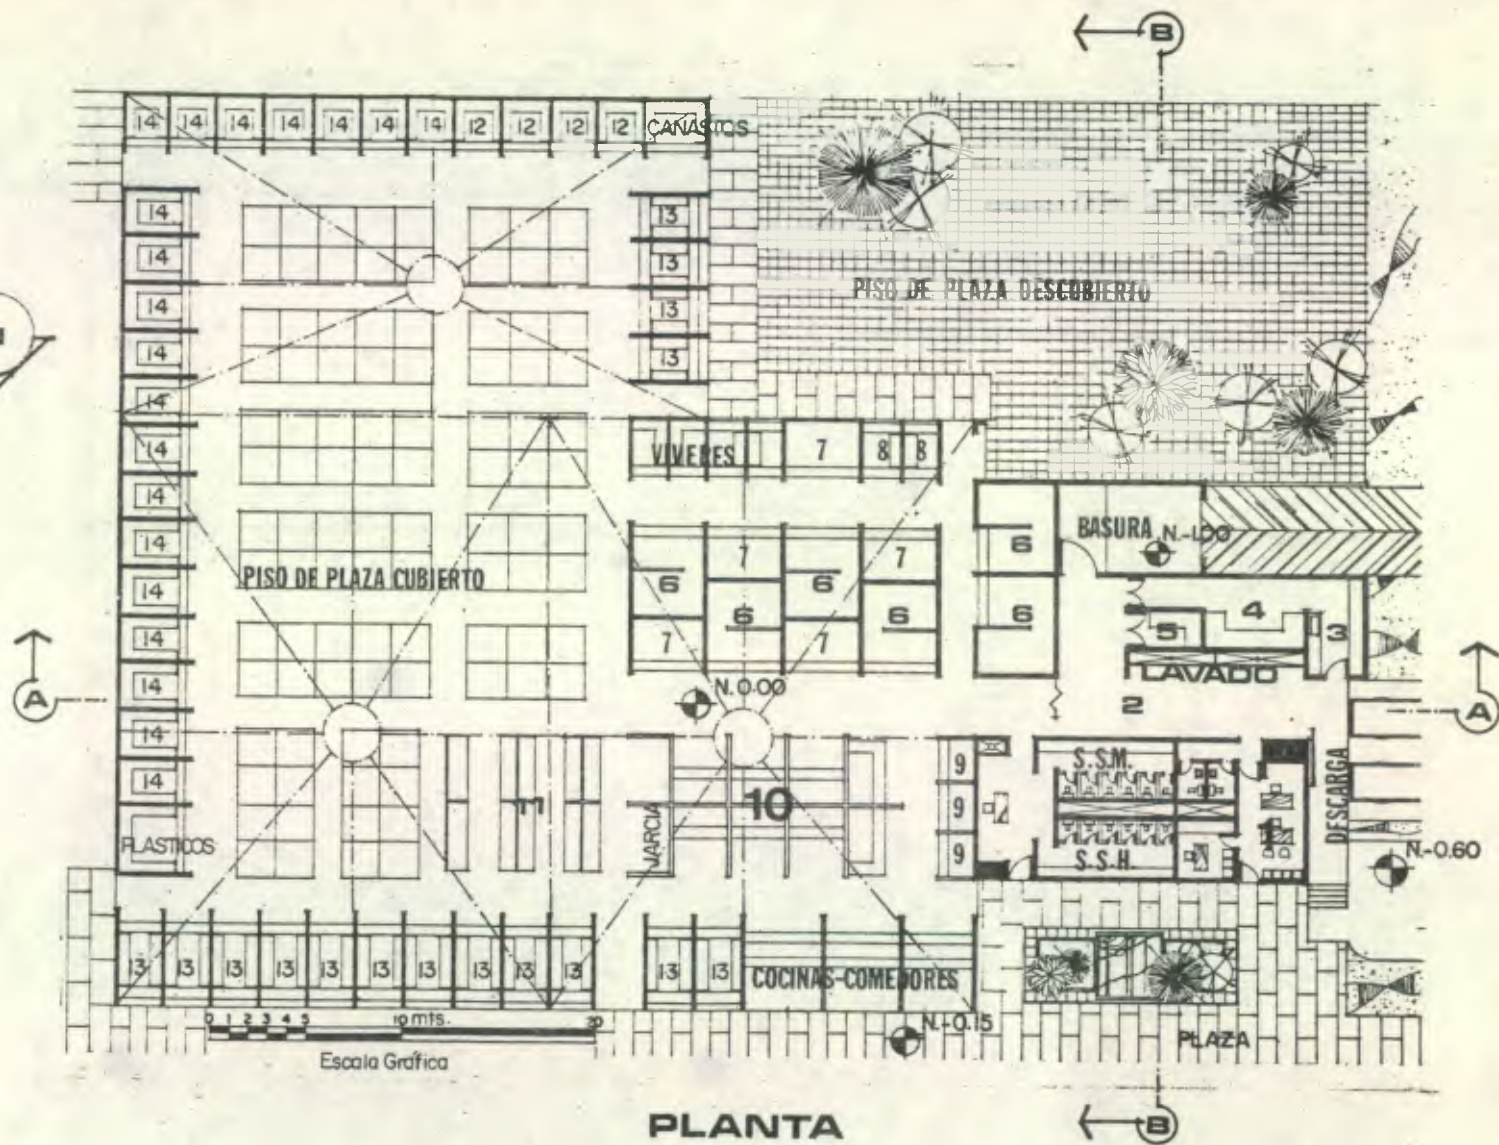 B
14 14 14 14 14 14 14 12 12 12 12 CANASTOS
14 13
14 13
PISO DE PLAZA DESCUBIERTO
14 13
14 13
14
14 VIVERES 7 8 8
14
BASURA N.-1.00
14 7 7 6
PISO DE PLAZA CUBIERTO
14 6 6 4
6 6 6 5 3
14 7 7
LAVADO
14 N. 0.00
A 2 A
14
S.S.M.
14 9
11 10 9 1 DESCARGA
JARCIA
PLASTICOS 9 S.S.H. N.-0.60
13 13 13 13 13 13 13 13 13 13 13 13 COCINAS-COMEDORES
0 1 2 3 4 5 10 mts. 20 N.-0.15
PLAZA
Escala Gráfica
PLANTA B